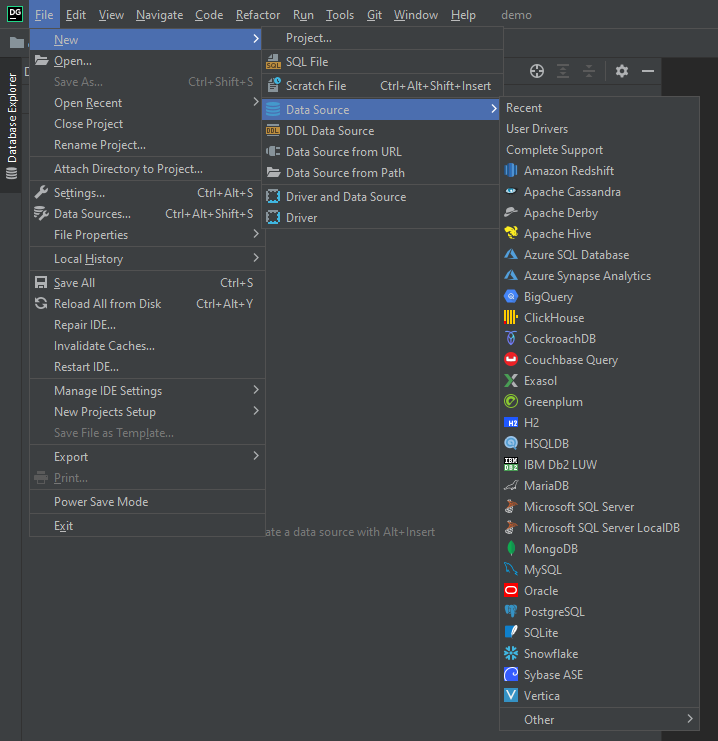 DG File Edit View Navigate Code Refactor Run Tools Git Window Help demo
Database Explorer
D
New
Open...
Save As... Ctrl+Shift+S
Open Recent
Close Project
Rename Project...
Attach Directory to Project...
Settings... Ctrl+Alt+S
Data Sources... Ctrl+Alt+Shift+S
File Properties
Local History
Save All Ctrl+S
Reload All from Disk Ctrl+Alt+Y
Repair IDE...
Invalidate Caches...
Restart IDE...
Manage IDE Settings
New Projects Setup
Save File as Template...
Export
Print...
Power Save Mode
Exit
Project...
SQL SQL File
Scratch File Ctrl+Alt+Shift+Insert
Data Source
DDL DDL Data Source
Data Source from URL
Data Source from Path
Driver and Data Source
Driver
ate a data source with Alt+Insert
Recent
User Drivers
Complete Support
Amazon Redshift
Apache Cassandra
Apache Derby
Apache Hive
Azure SQL Database
Azure Synapse Analytics
BigQuery
ClickHouse
CockroachDB
Couchbase Query
Exasol
Greenplum
H2 H2
HSQLDB
IBM DB2 IBM Db2 LUW
MariaDB
Microsoft SQL Server
Microsoft SQL Server LocalDB
MongoDB
MySQL
Oracle
PostgreSQL
SQLite
Snowflake
Sybase ASE
Vertica
Other